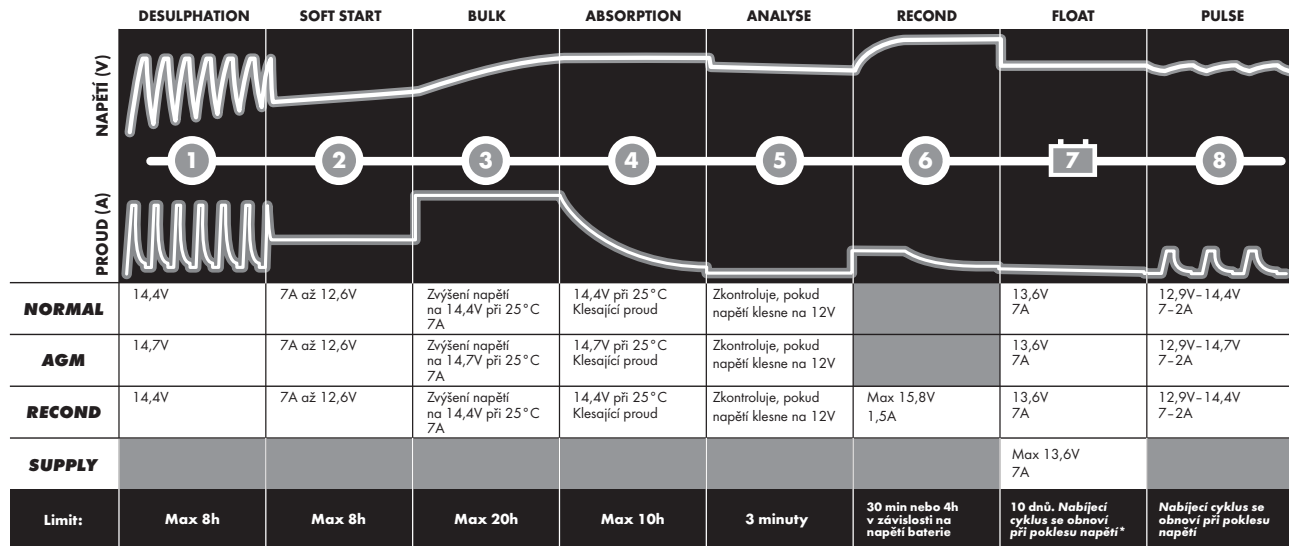 DESULPHATION SOFT START BULK ABSORPTION ANALYSE RECOND FLOAT PULSE
NAPĚTÍ (V)
1 2 3 4 5 6 7 8
PROUD (A)
NORMAL
14,4V
7A až 12,6V
Zvýšení napětí
na 14,4V při 25°C
7A
14,4V při 25°C
Klesající proud
Zkontroluje, pokud
napětí klesne na 12V
13,6V
7A
12,9V–14,4V
7–2A
AGM
14,7V
7A až 12,6V
Zvýšení napětí
na 14,7V při 25°C
7A
14,7V při 25°C
Klesající proud
Zkontroluje, pokud
napětí klesne na 12V
13,6V
7A
12,9V–14,7V
7–2A
RECOND
14,4V
7A až 12,6V
Zvýšení napětí
na 14,4V při 25°C
7A
14,4V při 25°C
Klesající proud
Zkontroluje, pokud
napětí klesne na 12V
Max 15,8V
1,5A
13,6V
7A
12,9V–14,4V
7–2A
SUPPLY
Max 13,6V
7A
Limit:
Max 8h
Max 8h
Max 20h
Max 10h
3 minuty
30 min nebo 4h
v závislosti na
napětí baterie
10 dnů. Nabíjecí
cyklus se obnoví
při poklesu napětí*
Nabíjecí cyklus se
obnoví při poklesu
napětí